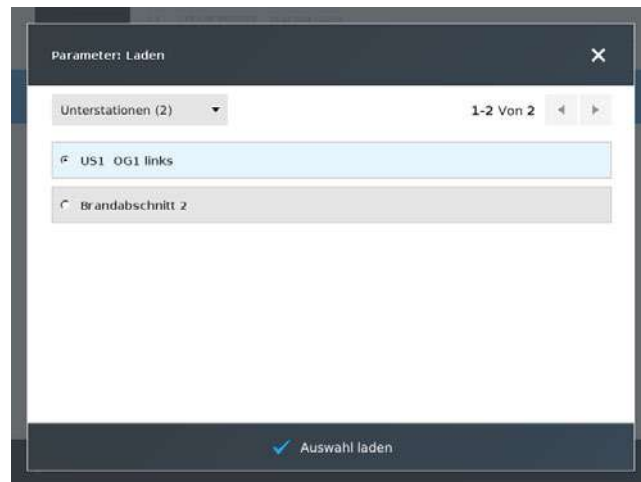 Parameter: Laden
Unterstationen (2)
1-2 Von 2
US1 OG1 links
Brandabschnitt 2
Auswahl laden